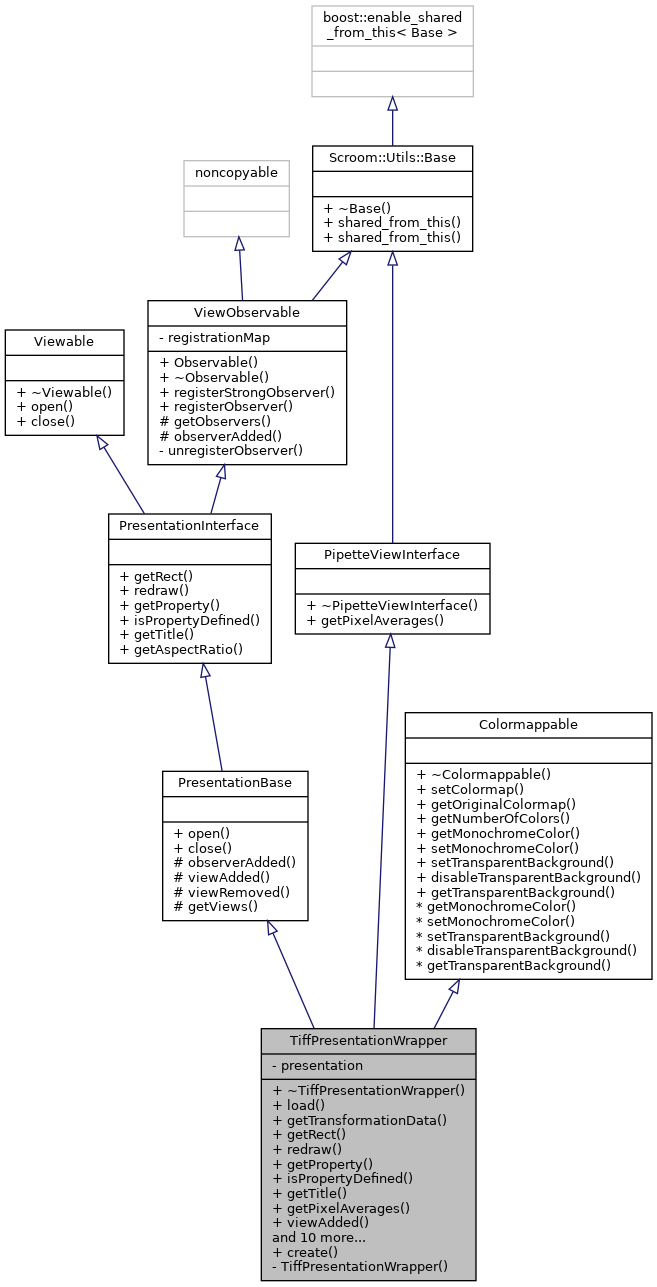 boost::enable_shared
_from_this< Base >
Scroom::Utils::Base
+ ~Base()
+ shared_from_this()
+ shared_from_this()
noncopyable
ViewObservable
- registrationMap
+ Observable()
+ ~Observable()
+ registerStrongObserver()
+ registerObserver()
# getObservers()
# observerAdded()
- unregisterObserver()
Viewable
+ ~Viewable()
+ open()
+ close()
PresentationInterface
+ getRect()
+ redraw()
+ getProperty()
+ isPropertyDefined()
+ getTitle()
+ getAspectRatio()
PipetteViewInterface
+ ~PipetteViewInterface()
+ getPixelAverages()
Colormappable
+ ~Colormappable()
+ setColormap()
+ getOriginalColormap()
+ getNumberOfColors()
+ getMonochromeColor()
+ setMonochromeColor()
+ setTransparentBackground()
+ disableTransparentBackground()
+ getTransparentBackground()
* getMonochromeColor()
* setMonochromeColor()
* setTransparentBackground()
* disableTransparentBackground()
* getTransparentBackground()
PresentationBase
+ open()
+ close()
# observerAdded()
# viewAdded()
# viewRemoved()
# getViews()
TiffPresentationWrapper
- presentation
+ ~TiffPresentationWrapper()
+ load()
+ getTransformationData()
+ getRect()
+ redraw()
+ getProperty()
+ isPropertyDefined()
+ getTitle()
+ getPixelAverages()
+ viewAdded()
and 10 more...
+ create()
- TiffPresentationWrapper()